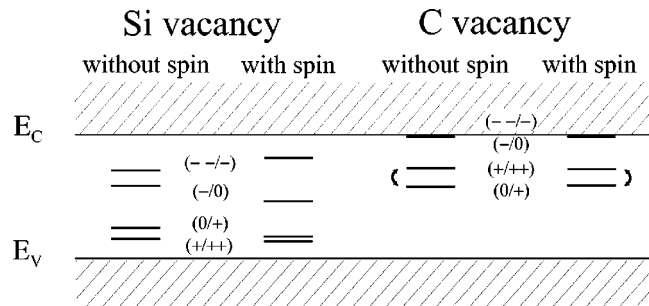 Si vacancy C vacancy
without spin with spin without spin with spin
E_C
(– –/–)
(–/0)
(+/++)
(0/+)
(– –/–)
(–/0)
(0/+)
(+/++)
E_V